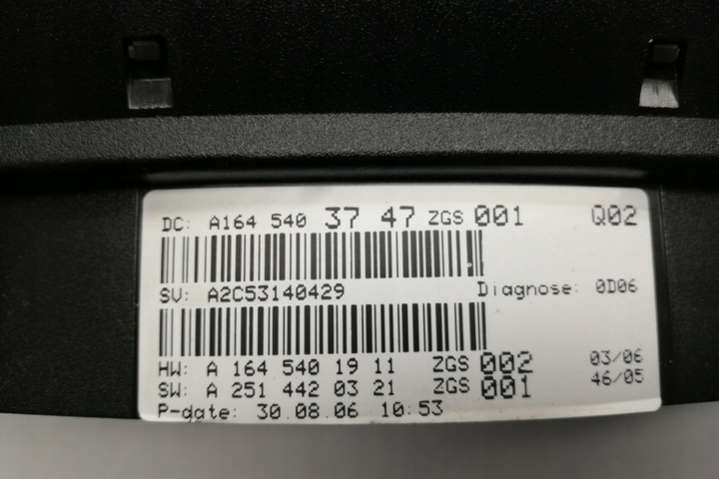 DC: A164 540 37 47 ZGS 001 Q02
SV: A2C53140429 Diagnose: 0D06
HW: A 164 540 19 11 ZGS 002 03/06
SW: A 251 442 03 21 ZGS 001 46/05
P-date: 30.08.06 10:53